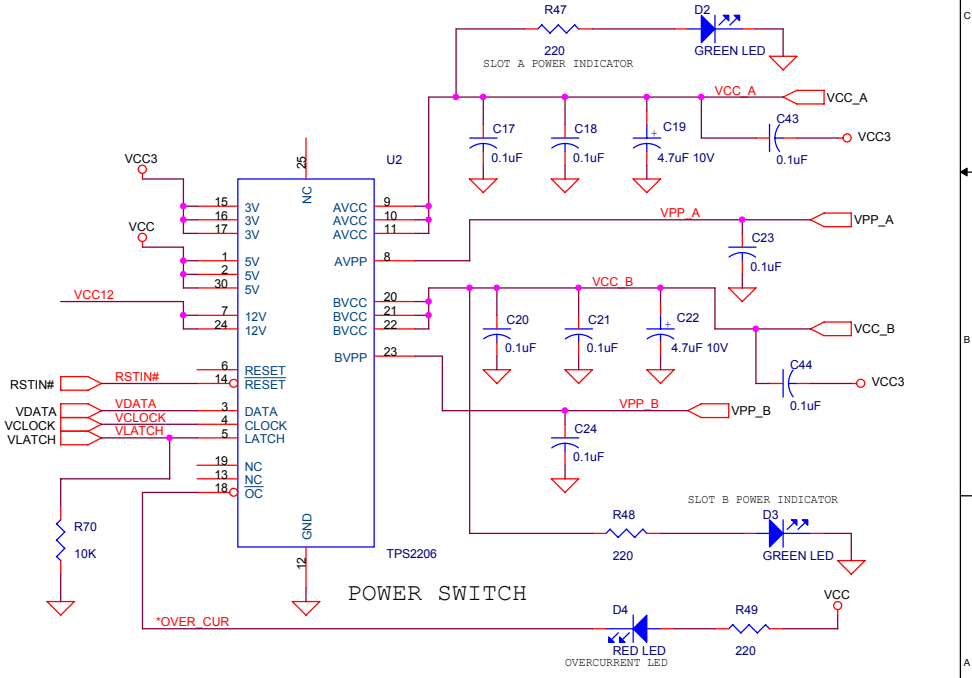 C
R47
D2
220
GREEN LED
SLOT A POWER INDICATOR
VCC_A
VCC_A
C17
0.1uF
C18
0.1uF
C19
+
4.7uF 10V
C43
0.1uF
VCC3
VCC3
25
NC
U2
15
3V
16
3V
17
3V
AVCC
9
AVCC
10
AVCC
11
VPP_A
VPP_A
VCC
1
5V
2
5V
30
5V
AVPP
8
C23
0.1uF
VCC12
7
12V
24
12V
BVCC
20
BVCC
21
BVCC
22
VCC_B
VCC_B
C20
0.1uF
C21
0.1uF
C22
+
4.7uF 10V
B
BVPP
23
C44
0.1uF
VCC3
6
RESET
RSTIN#
RSTIN#
14
RESET
VDATA
VDATA
3
DATA
VCLOCK
VCLOCK
4
CLOCK
VLATCH
VLATCH
5
LATCH
VPP_B
VPP_B
C24
0.1uF
19
NC
13
NC
18
OC
SLOT B POWER INDICATOR
R48
220
D3
GREEN LED
R70
10K
GND
12
TPS2206
POWER SWITCH
VCC
*OVER_CUR
D4
RED LED
R49
220
OVERCURRENT LED
A